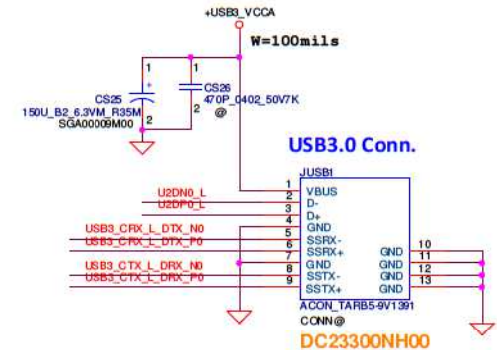 +USB3_VCCA
W=100mils
1
1
+
CS25
CS26
150U_B2_6.3VM_R35M
470P_0402_50V7K
SGA00009M00
2
2
@
USB3.0 Conn.
JUSB1
1 VBUS
U2DN0_L 2 D-
U2DP0_L 3 D+
4 GND
USB3_CRX_L_DTX_N0 5 SSRX-
USB3_CRX_L_DTX_P0 6 SSRX+ GND 10
7 GND GND 11
USB3_CTX_L_DRX_N0 8 SSTX- GND 12
USB3_CTX_L_DRX_P0 9 SSTX+ GND 13
ACON_TARB5-9V1391
CONN@
DC23300NH00